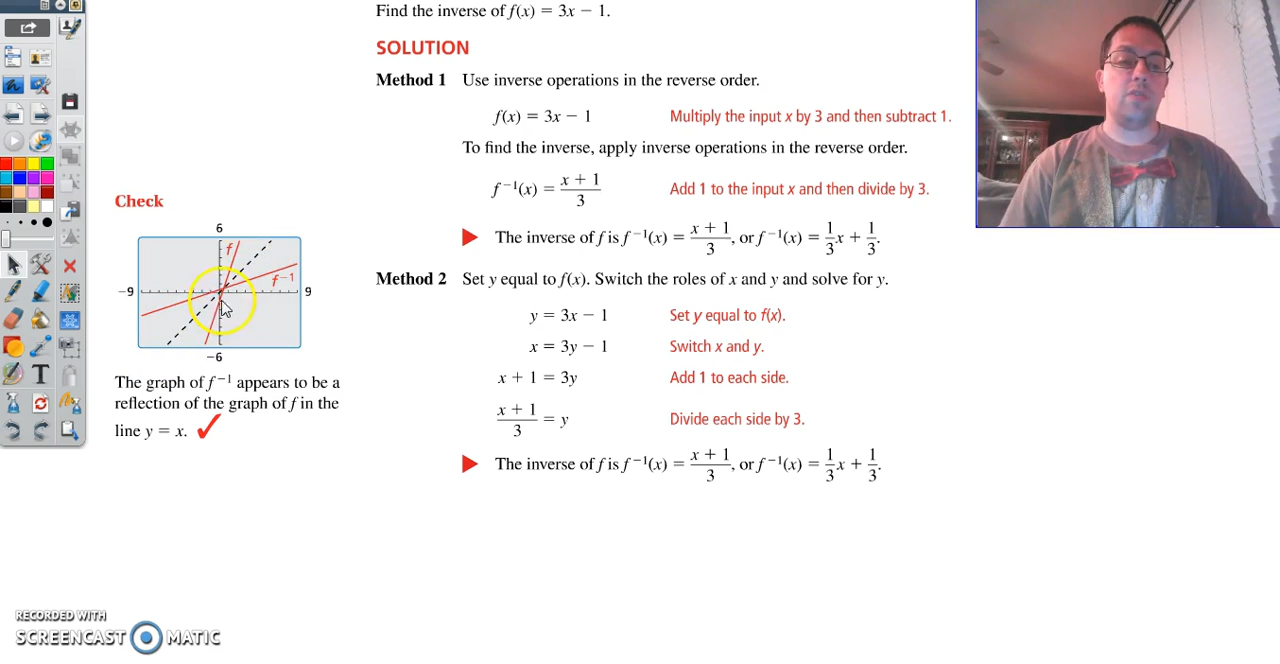 Find the inverse of f(x) = 3x − 1.
SOLUTION
Method 1 Use inverse operations in the reverse order.
f(x) = 3x − 1 Multiply the input x by 3 and then subtract 1.
To find the inverse, apply inverse operations in the reverse order.
f⁻¹(x) = (x + 1)/3 Add 1 to the input x and then divide by 3.
The inverse of f is f⁻¹(x) = (x + 1)/3, or f⁻¹(x) = 1/3 x + 1/3.
Method 2 Set y equal to f(x). Switch the roles of x and y and solve for y.
y = 3x − 1 Set y equal to f(x).
x = 3y − 1 Switch x and y.
x + 1 = 3y Add 1 to each side.
(x + 1)/3 = y Divide each side by 3.
The inverse of f is f⁻¹(x) = (x + 1)/3, or f⁻¹(x) = 1/3 x + 1/3.
Check
6
f
f⁻¹
−9
9
−6
The graph of f⁻¹ appears to be a
reflection of the graph of f in the
line y = x.
T
RECORDED WITH
SCREENCAST MATIC